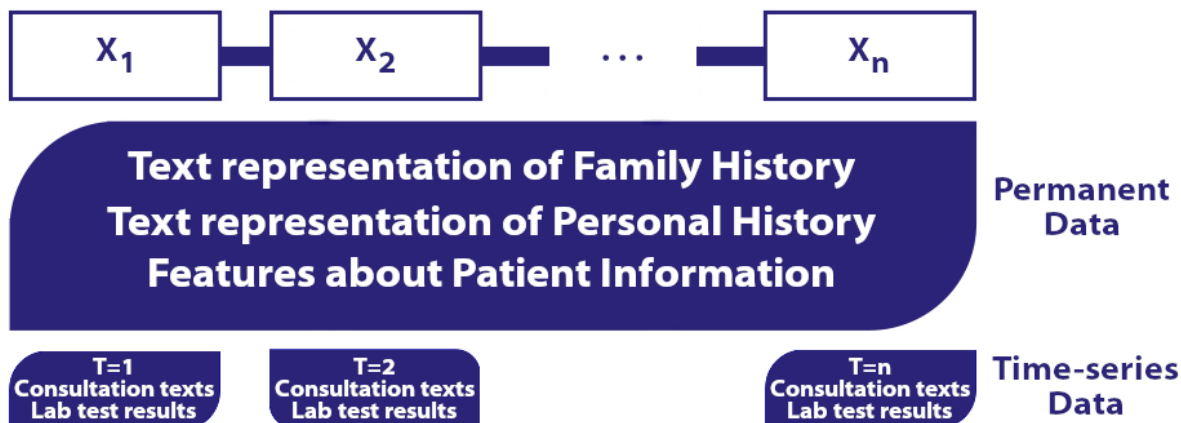 X1 X2 ... Xn
Text representation of Family History
Text representation of Personal History
Features about Patient Information
Permanent
Data
T=1
Consultation texts
Lab test results
T=2
Consultation texts
Lab test results
T=n
Consultation texts
Lab test results
Time-series
Data